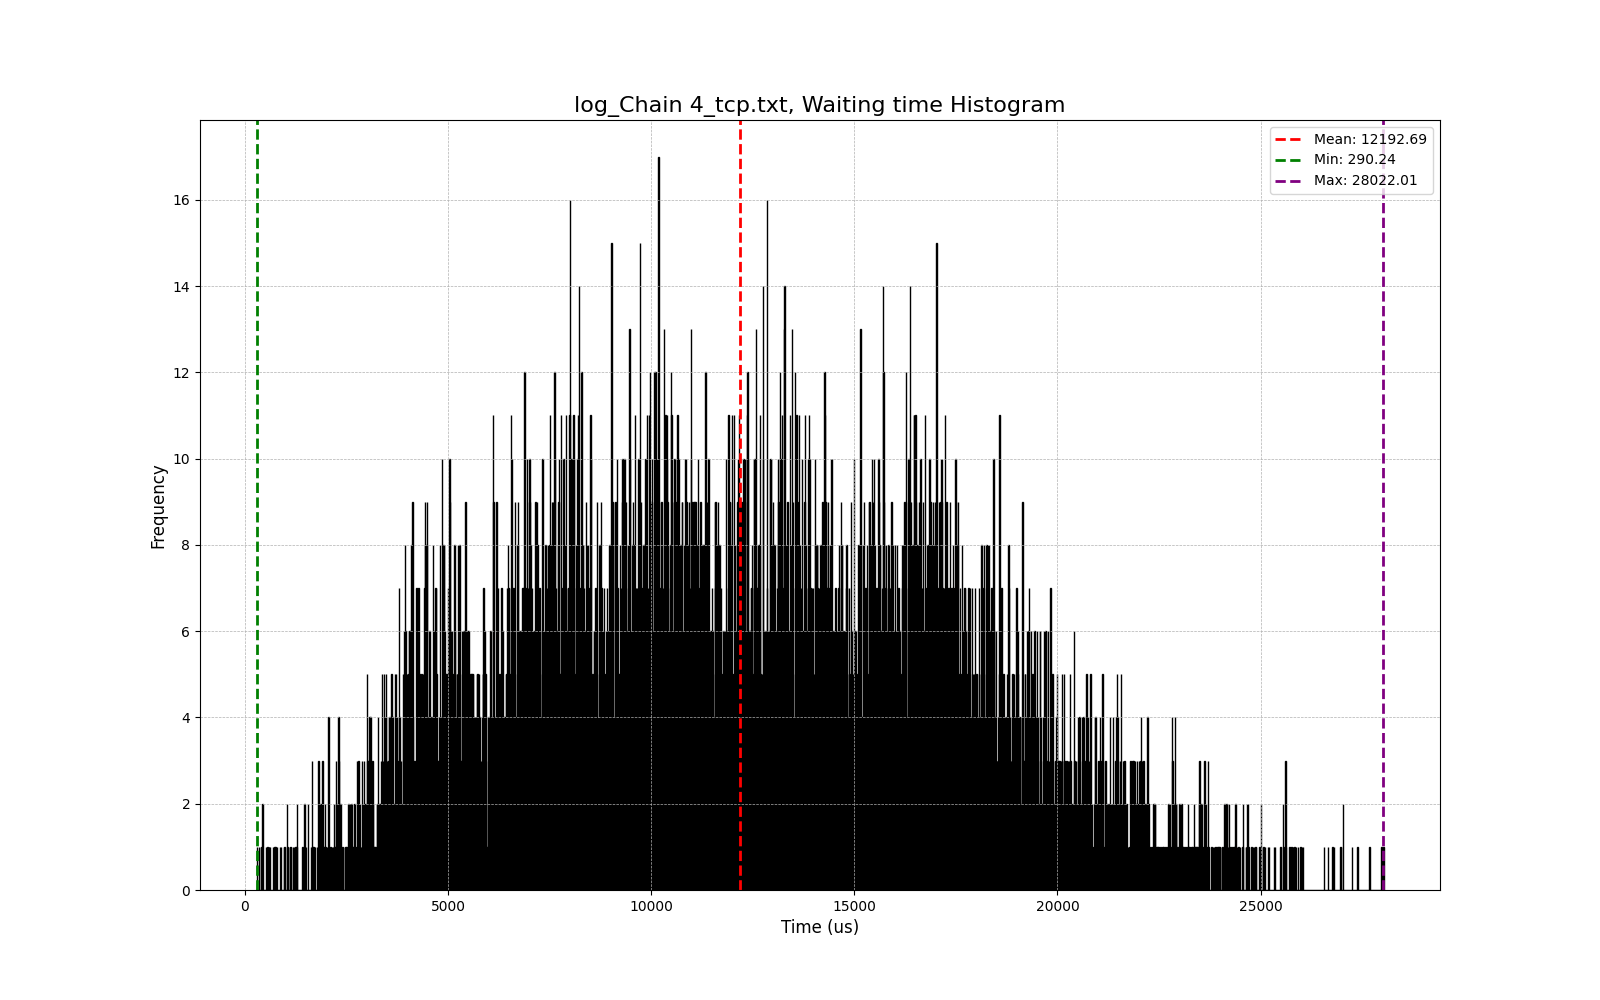 log_Chain 4_tcp.txt, Waiting time Histogram
Mean: 12192.69
Min: 290.24
Max: 28022.01
16
14
12
10
8
6
4
2
0
Frequency
0 5000 10000 15000 20000 25000
Time (us)